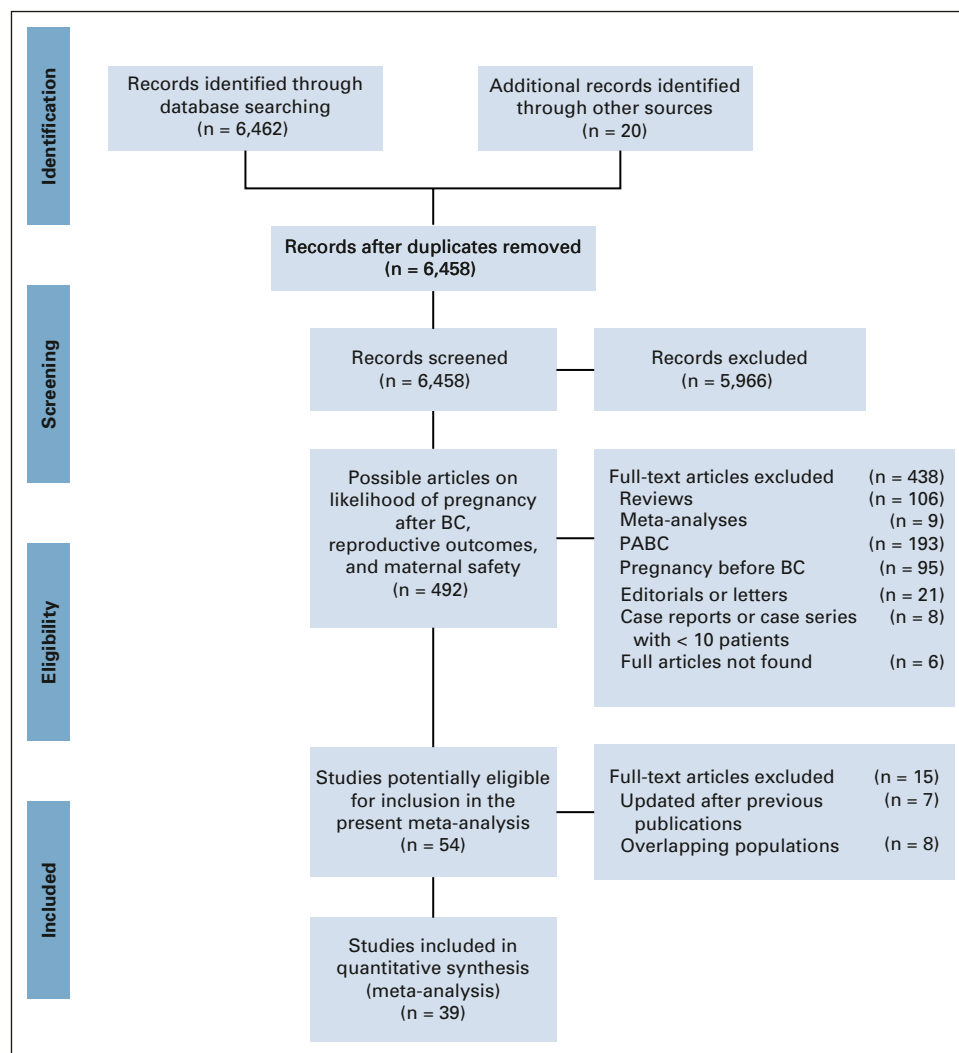 Identification
Records identified through
database searching
(n = 6,462)
Additional records identified
through other sources
(n = 20)
Records after duplicates removed
(n = 6,458)
Screening
Records screened
(n = 6,458)
Records excluded
(n = 5,966)
Eligibility
Possible articles on
likelihood of pregnancy
after BC,
reproductive outcomes,
and maternal safety
(n = 492)
Full-text articles excluded (n = 438)
Reviews (n = 106)
Meta-analyses (n = 9)
PABC (n = 193)
Pregnancy before BC (n = 95)
Editorials or letters (n = 21)
Case reports or case series (n = 8)
with < 10 patients
Full articles not found (n = 6)
Studies potentially eligible
for inclusion in the
present meta-analysis
(n = 54)
Full-text articles excluded (n = 15)
Updated after previous (n = 7)
publications
Overlapping populations (n = 8)
Included
Studies included in
quantitative synthesis
(meta-analysis)
(n = 39)